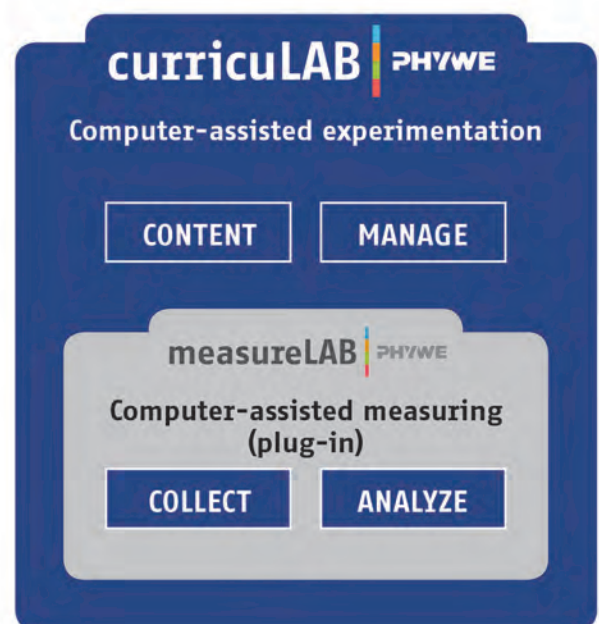 curricuLAB PHYWE
Computer-assisted experimentation
CONTENT MANAGE
measureLAB PHYWE
Computer-assisted measuring
(plug-in)
COLLECT ANALYZE